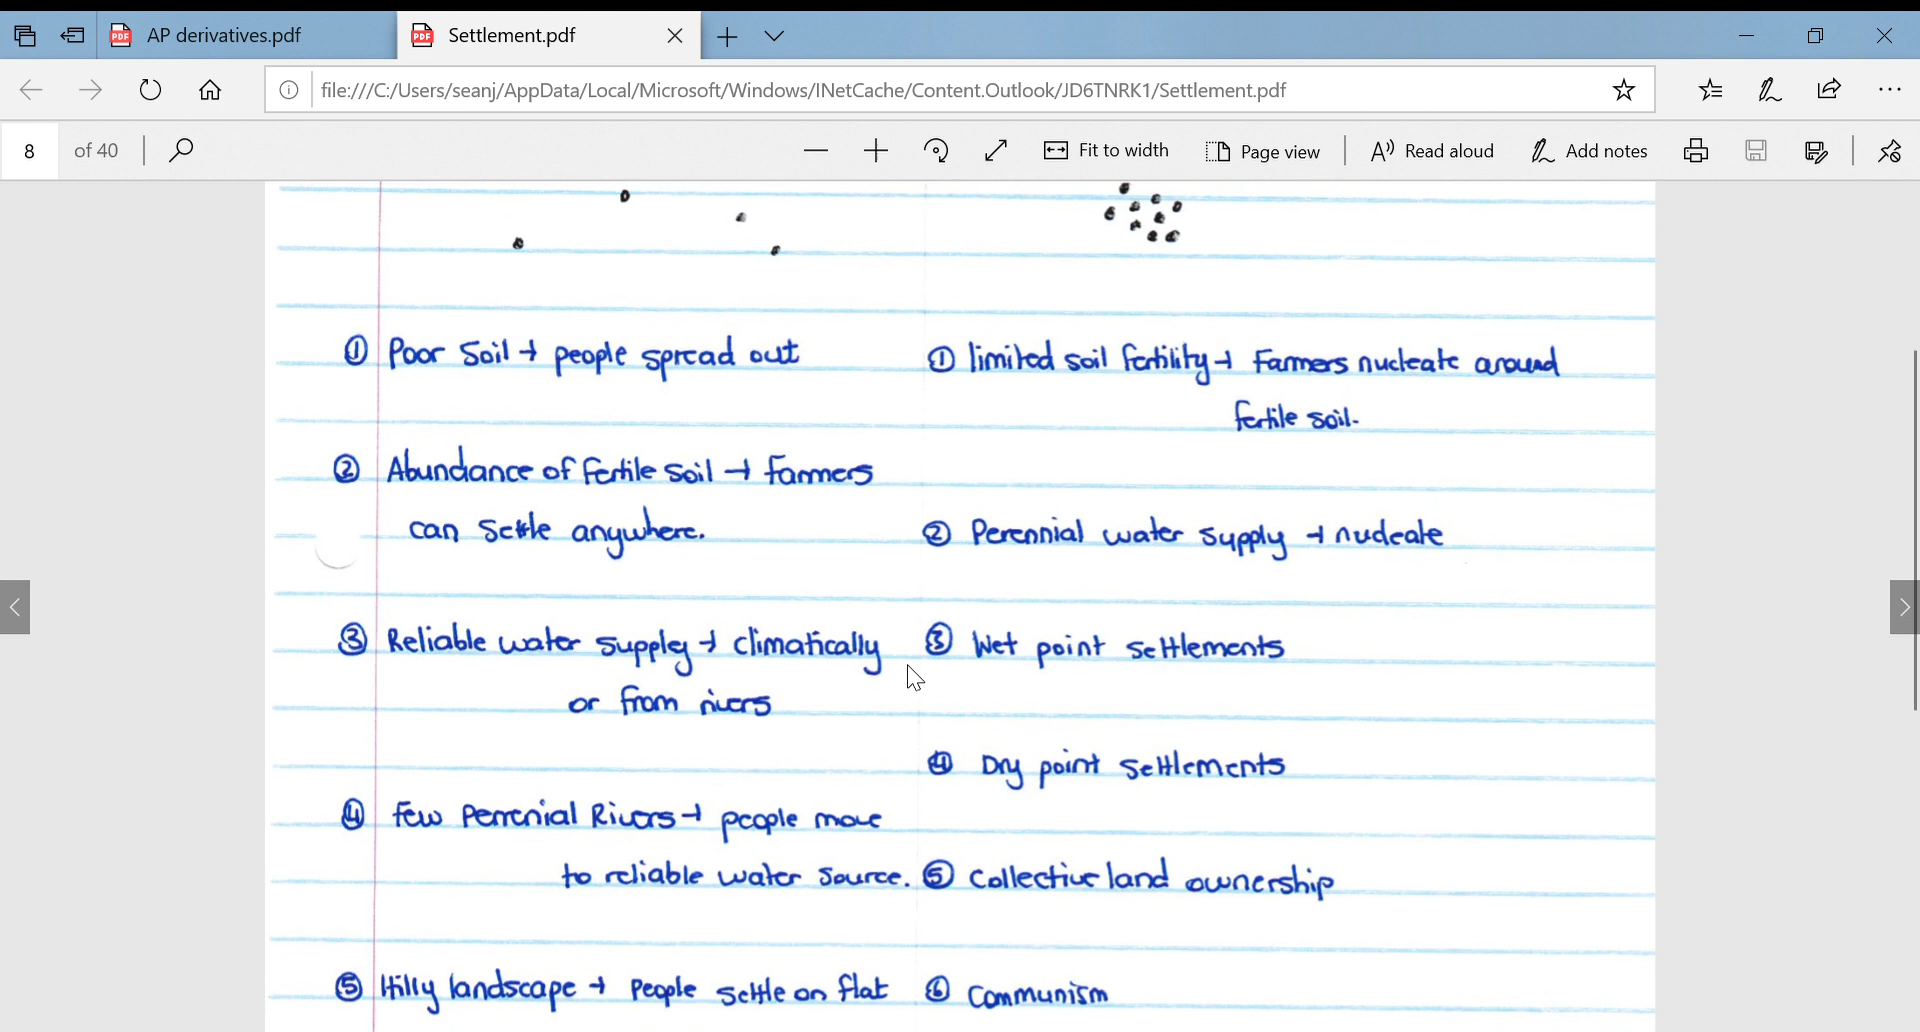 AP derivatives.pdf
Settlement.pdf
file:///C:/Users/seanj/AppData/Local/Microsoft/Windows/INetCache/Content.Outlook/JD6TNRK1/Settlement.pdf
8 of 40
Fit to width
Page view
Read aloud
Add notes
① Poor Soil → people spread out
② Abundance of Fertile Soil → Farmers
can Settle anywhere.
③ Reliable water Suppley → Climatically
or from rivers
④ Few Perrenial Rivers → people move
to reliable water Source.
⑤ Hilly landscape → People Settle on flat
① limited soil fertility → Farmers nucleate around
fertile soil.
② Perennial water Supply → nucleate
③ Wet point settlements
④ Dry point Settlements
⑤ Collective land ownership
⑥ Communism